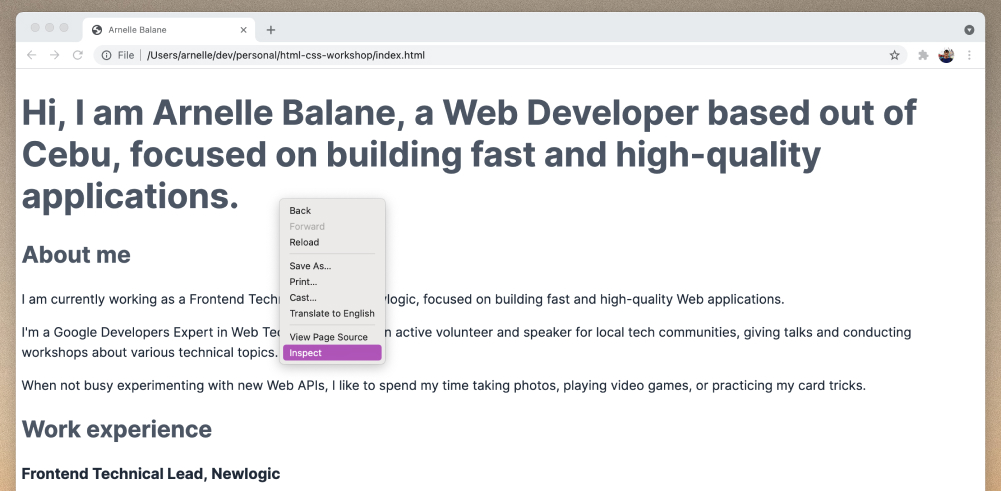 Arnelle Balane
File | /Users/arnelle/dev/personal/html-css-workshop/index.html
Hi, I am Arnelle Balane, a Web Developer based out of
Cebu, focused on building fast and high-quality
applications.
Back
Forward
Reload
Save As...
Print...
Cast...
Translate to English
View Page Source
Inspect
About me
I am currently working as a Frontend Tech logic, focused on building fast and high-quality Web applications.
I'm a Google Developers Expert in Web Te n active volunteer and speaker for local tech communities, giving talks and conducting
workshops about various technical topics.
When not busy experimenting with new Web APIs, I like to spend my time taking photos, playing video games, or practicing my card tricks.
Work experience
Frontend Technical Lead, Newlogic